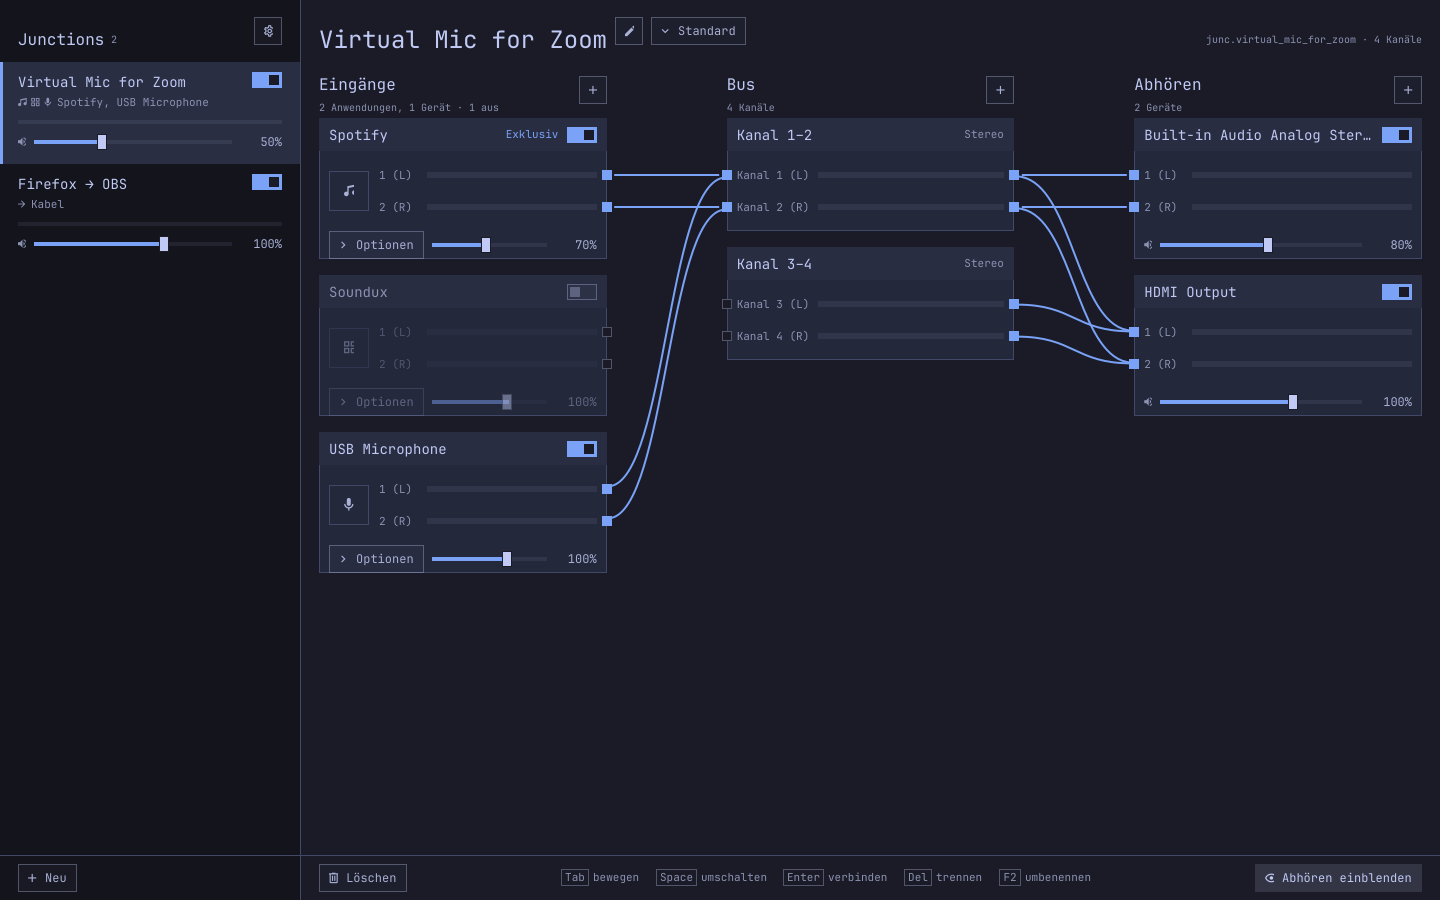 Junctions 2
Virtual Mic for Zoom
Spotify, USB Microphone
50%
Firefox → OBS
→ Kabel
100%
+ Neu
Virtual Mic for Zoom
Standard
junc.virtual_mic_for_zoom · 4 Kanäle
Eingänge
2 Anwendungen, 1 Gerät · 1 aus
Spotify Exklusiv
1 (L)
2 (R)
Optionen 70%
Soundux
1 (L)
2 (R)
Optionen 100%
USB Microphone
1 (L)
2 (R)
Optionen 100%
Bus
4 Kanäle
Kanal 1–2 Stereo
Kanal 1 (L)
Kanal 2 (R)
Kanal 3–4 Stereo
Kanal 3 (L)
Kanal 4 (R)
Abhören
2 Geräte
Built-in Audio Analog Ster…
1 (L)
2 (R)
80%
HDMI Output
1 (L)
2 (R)
100%
Löschen
Tab bewegen Space umschalten Enter verbinden Del trennen F2 umbenennen
Abhören einblenden